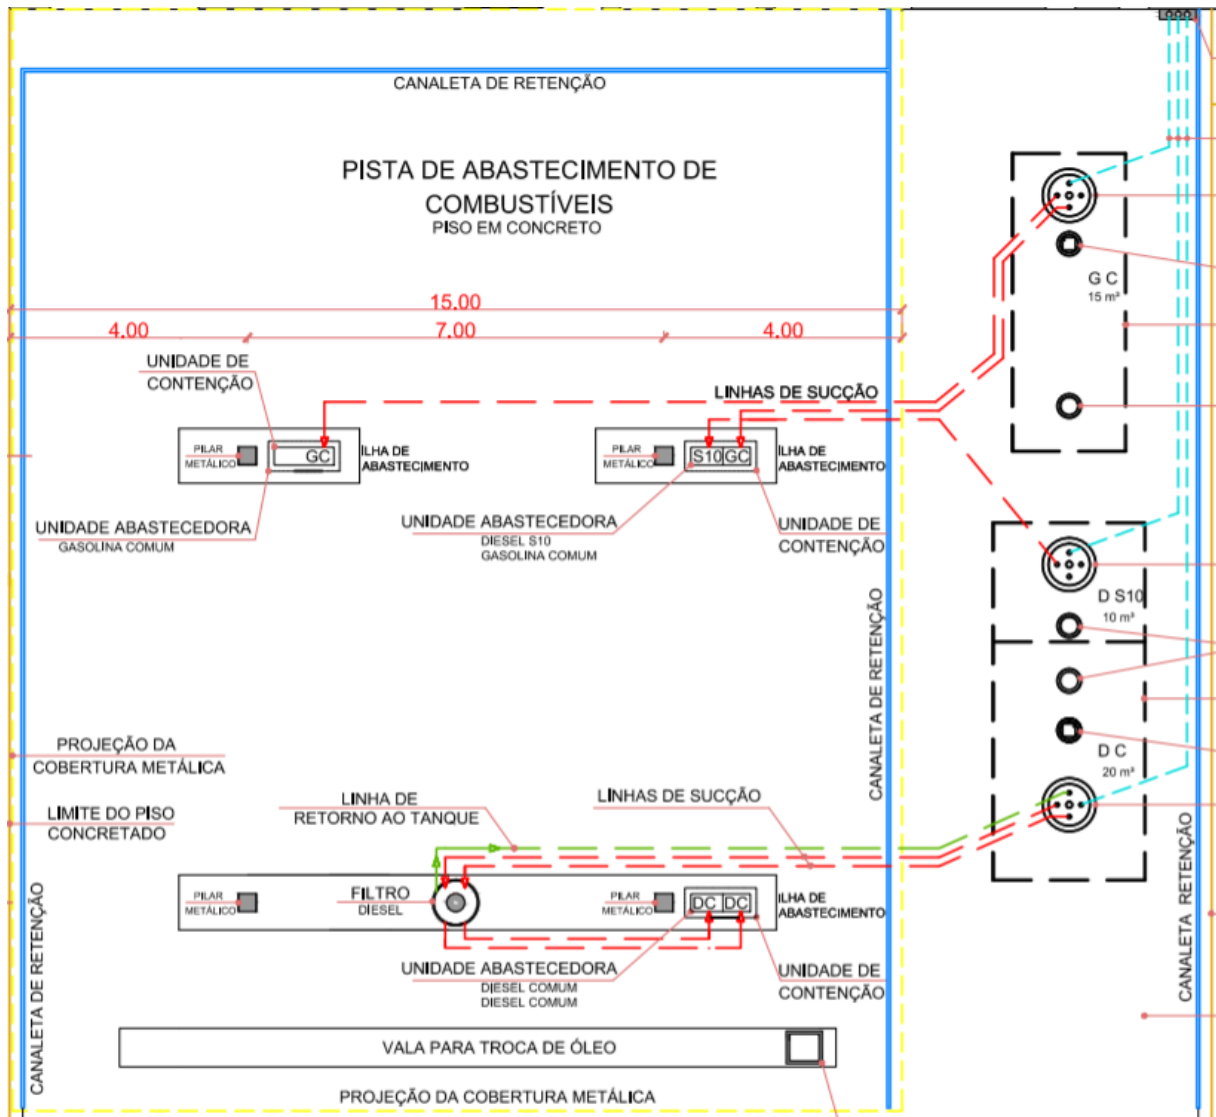 CANALETA DE RETENÇÃO
PISTA DE ABASTECIMENTO DE
COMBUSTÍVEIS
PISO EM CONCRETO
15.00
4.00
7.00
4.00
UNIDADE DE
CONTENÇÃO
LINHAS DE SUCÇÃO
G C
15 m³
PILAR
METÁLICO
GC
ILHA DE
ABASTECIMENTO
PILAR
METÁLICO
S10
GC
ILHA DE
ABASTECIMENTO
UNIDADE ABASTECEDORA
GASOLINA COMUM
UNIDADE ABASTECEDORA
DIESEL S10
GASOLINA COMUM
UNIDADE DE
CONTENÇÃO
CANALETA DE RETENÇÃO
D S10
10 m³
D C
20 m³
PROJEÇÃO DA
COBERTURA METÁLICA
LIMITE DO PISO
CONCRETADO
LINHA DE
RETORNO AO TANQUE
LINHAS DE SUCÇÃO
CANALETA RETENÇÃO
CANALETA DE RETENÇÃO
PILAR
METÁLICO
FILTRO
DIESEL
PILAR
METÁLICO
DC
DC
ILHA DE
ABASTECIMENTO
UNIDADE ABASTECEDORA
DIESEL COMUM
DIESEL COMUM
UNIDADE DE
CONTENÇÃO
VALA PARA TROCA DE ÓLEO
PROJEÇÃO DA COBERTURA METÁLICA